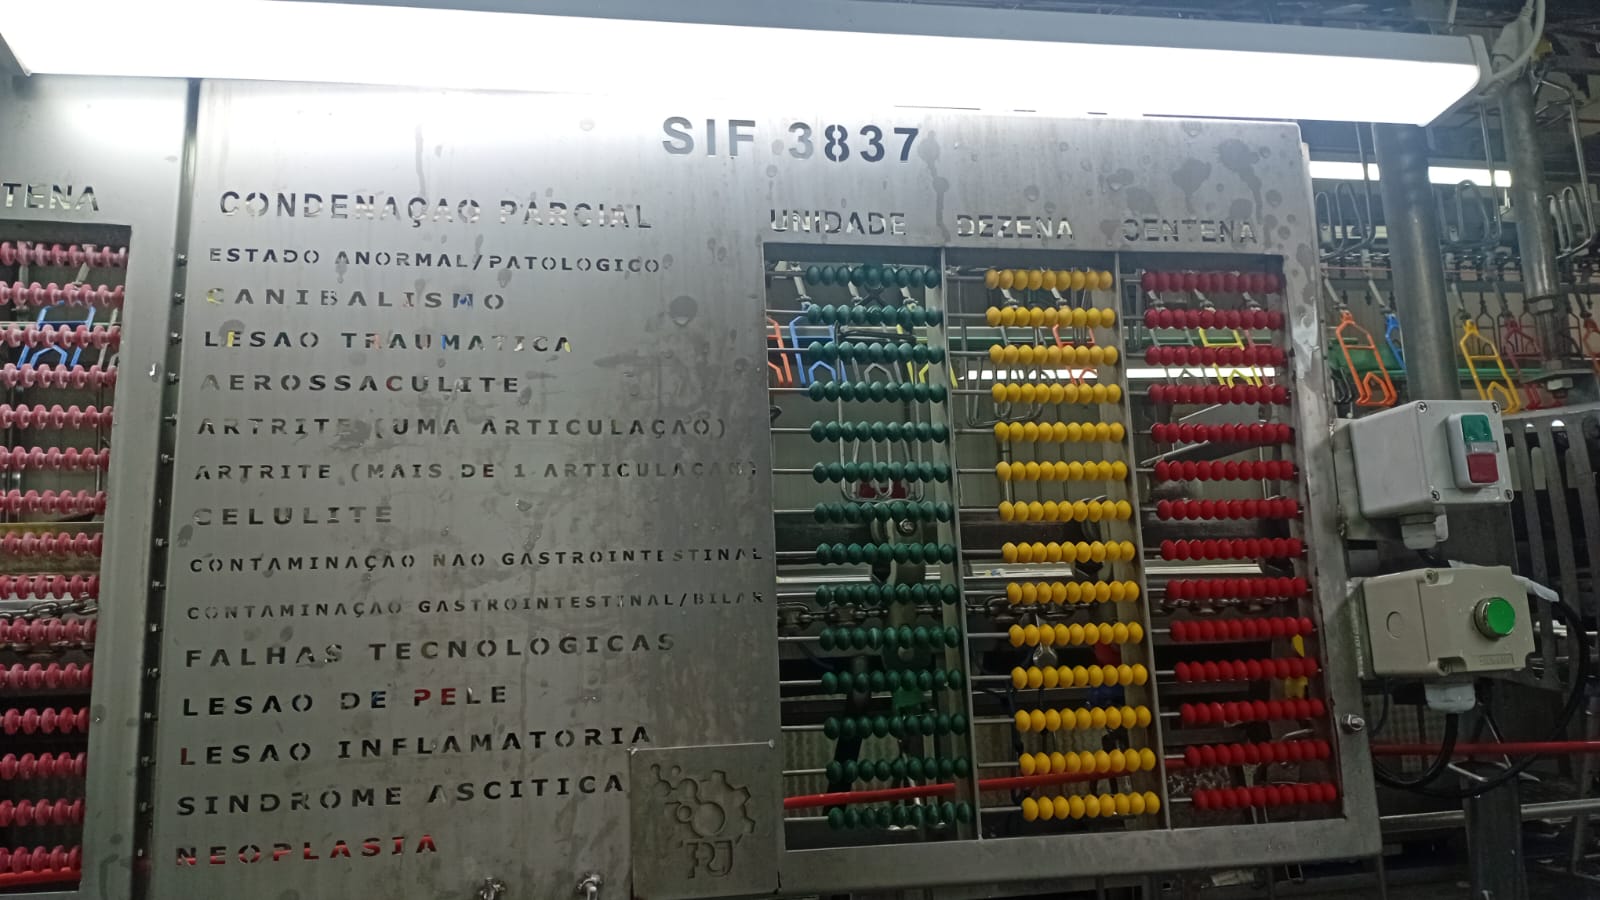 SIF 3837
TENA
CONDENAÇAO PARCIAL
UNIDADE DEZENA CENTENA
ESTADO ANORMAL/PATOLOGICO
CANIBALISMO
LESAO TRAUMATICA
AEROSSACULITE
ARTRITE (UMA ARTICULAÇAO)
ARTRITE (MAIS DE 1 ARTICULAÇAO)
CELULITE
CONTAMINAÇAO NAO GASTROINTESTINAL
CONTAMINAÇAO GASTROINTESTINAL/BILAR
FALHAS TECNOLOGICAS
LESAO DE PELE
LESAO INFLAMATORIA
SINDROME ASCITICA
NEOPLASIA
RJ